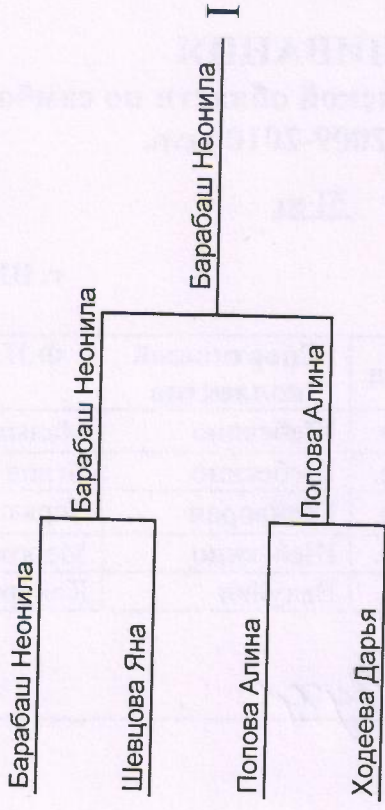 Барабаш Неонила
Шевцова Яна
Попова Алина
Ходеева Дарья
Барабаш Неонила
Попова Алина
Барабаш Неонила
I